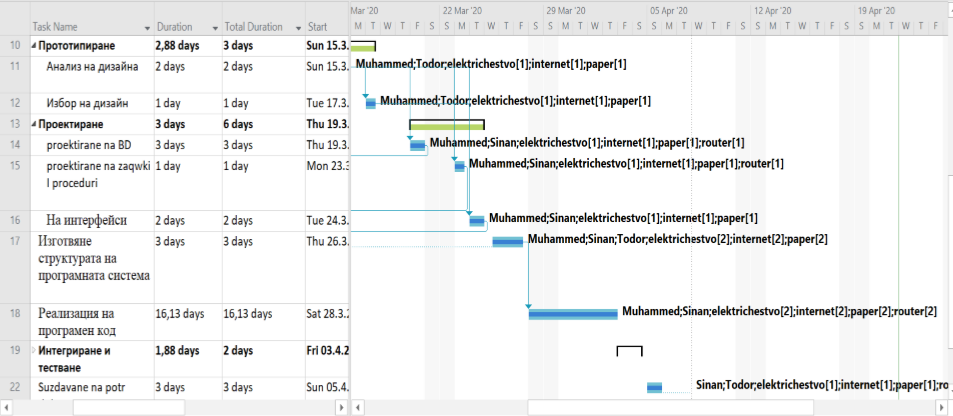 Mar '20 22 Mar '20 29 Mar '20 05 Apr '20 12 Apr '20 19 Apr '20
Task Name Duration Total Duration Start M T W T F S S M T W T F S S M T W T F S S M T W T F S S M T W T F S S M T W T F
10 Прототипиране 2,88 days 3 days Sun 15.3.
11 Анализ на дизайна 2 days 2 days Sun 15.3. Muhammed;Todor;elektrichestvo[1];internet[1];paper[1]
12 Избор на дизайн 1 day 1 day Tue 17.3. Muhammed;Todor;elektrichestvo[1];internet[1];paper[1]
13 Проектиране 3 days 6 days Thu 19.3.
14 proektirane na BD 3 days 3 days Thu 19.3. Muhammed;Sinan;elektrichestvo[1];internet[1];paper[1];router[1]
15 proektirane na zaqwki 1 day 1 day Mon 23.3 Muhammed;Sinan;elektrichestvo[1];internet[1];paper[1];router[1]
I proceduri
16 На интерфейси 2 days 2 days Tue 24.3. Muhammed;Sinan;elektrichestvo[1];internet[1];paper[1]
17 Изготвяне 3 days 3 days Thu 26.3. Muhammed;Sinan;Todor;elektrichestvo[2];internet[2];paper[2]
структурата на
програмната система
18 Реализация на 16,13 days 16,13 days Sat 28.3. Muhammed;Sinan;elektrichestvo[2];internet[2];paper[2];router[2]
програмен код
19 Интегриране и 1,88 days 2 days Fri 03.4.2
тестване
22 Suzdavane na potr 3 days 3 days Sun 05.4. Sinan;Todor;elektrichestvo[1];internet[1];paper[1];ro